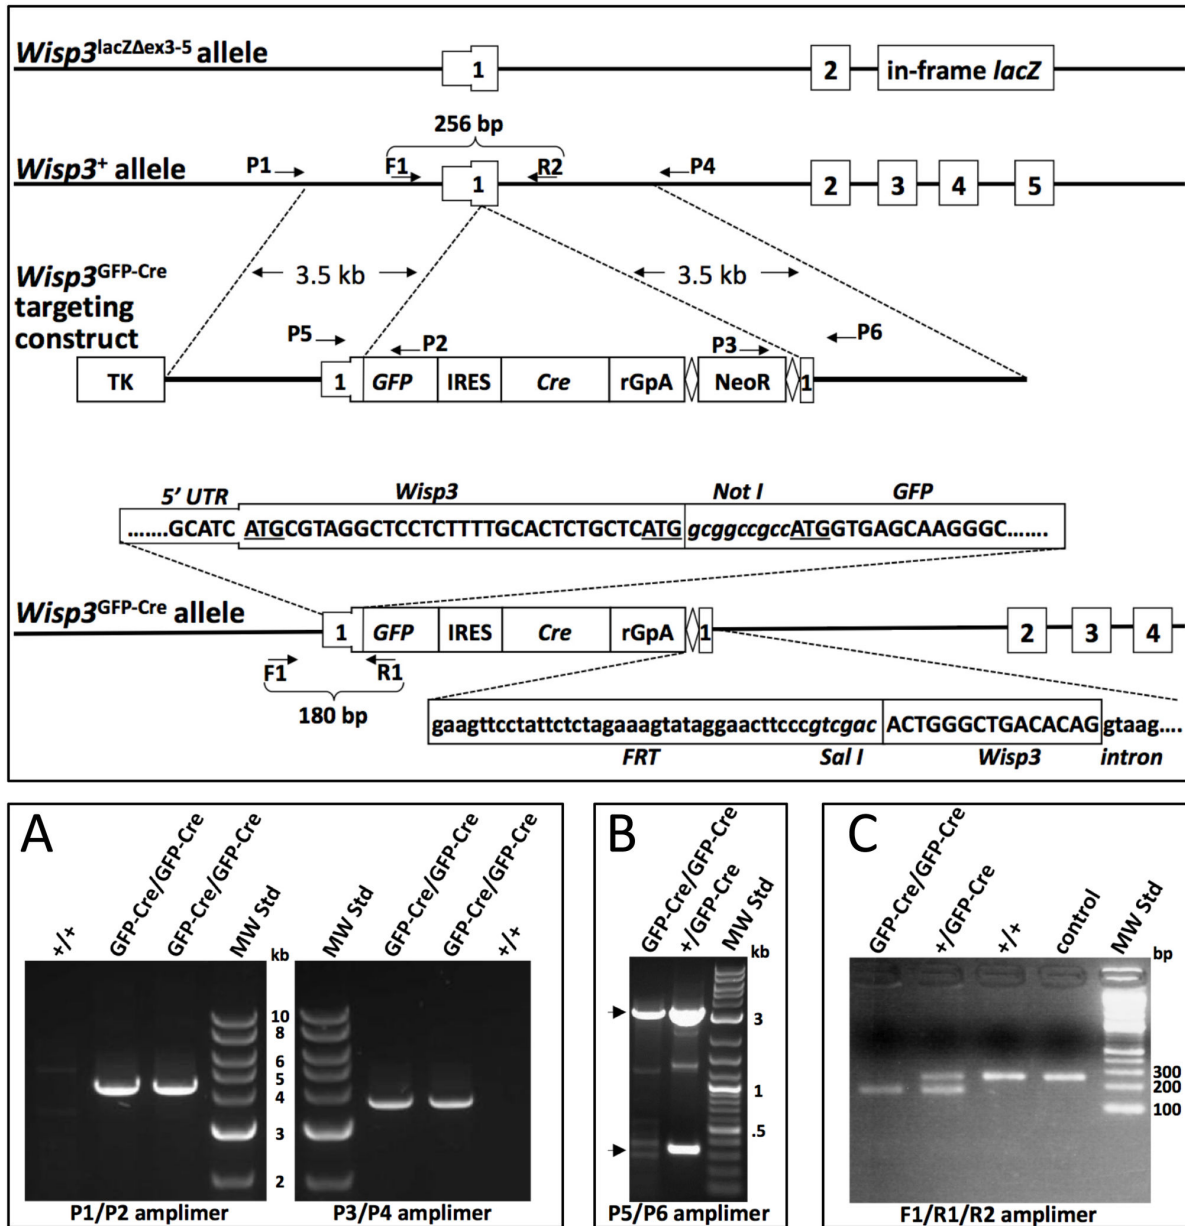 Wisp3lacZΔex3-5 allele
1
2
in-frame lacZ
256 bp
Wisp3+ allele
P1
F1
1
R2
P4
2
3
4
5
Wisp3GFP-Cre
targeting
construct
3.5 kb
3.5 kb
P5
P2
P3
P6
TK
1
GFP
IRES
Cre
rGpA
NeoR
1
5' UTR
Wisp3
Not I
GFP
.......GCATC ATGCGTAGGCTCCTCTTTTGCACTCTGCTCATG gcggccgccATGGTGAGCAAGGGC.......
Wisp3GFP-Cre allele
1
GFP
IRES
Cre
rGpA
1
2
3
4
F1
R1
180 bp
gaagttcctattctctagaaagtataggaacttcccgtcgac ACTGGGCTGACACAG gtaag....
FRT
Sal I
Wisp3
intron
A
+/+
GFP-Cre/GFP-Cre
GFP-Cre/GFP-Cre
MW Std
kb
MW Std
GFP-Cre/GFP-Cre
GFP-Cre/GFP-Cre
+/+
10
8
6
5
4
3
2
P1/P2 amplimer
P3/P4 amplimer
B
GFP-Cre/GFP-Cre
+/GFP-Cre
MW Std
kb
3
1
.5
P5/P6 amplimer
C
GFP-Cre/GFP-Cre
+/GFP-Cre
+/+
control
MW Std
bp
300
200
100
F1/R1/R2 amplimer